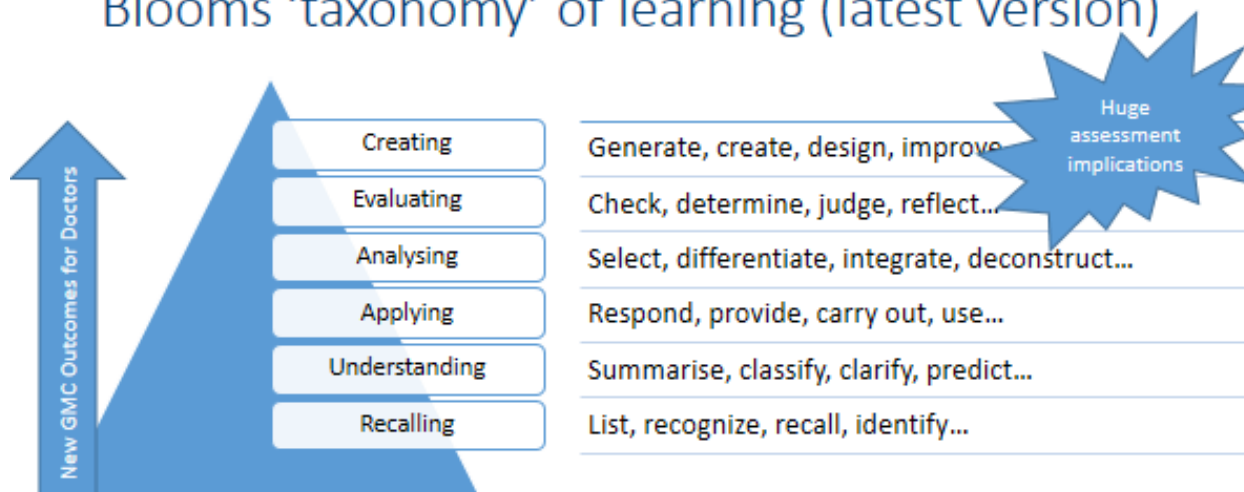 Blooms 'taxonomy' of learning (latest version)
Huge
assessment
implications
Creating
Generate, create, design, improve
Evaluating
Check, determine, judge, reflect...
Analysing
Select, differentiate, integrate, deconstruct...
Applying
Respond, provide, carry out, use...
Understanding
Summarise, classify, clarify, predict...
Recalling
List, recognize, recall, identify...
New GMC Outcomes for Doctors